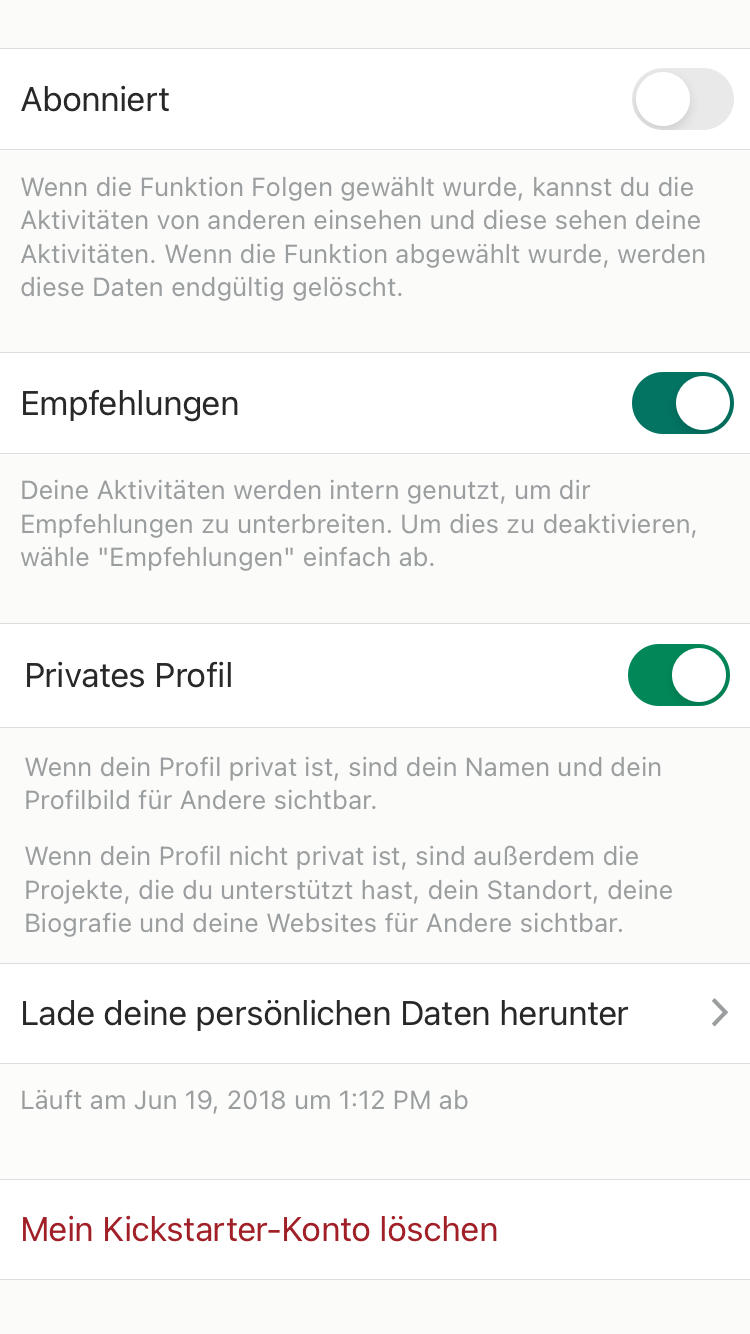 Abonniert
Wenn die Funktion Folgen gewählt wurde, kannst du die
Aktivitäten von anderen einsehen und diese sehen deine
Aktivitäten. Wenn die Funktion abgewählt wurde, werden
diese Daten endgültig gelöscht.
Empfehlungen
Deine Aktivitäten werden intern genutzt, um dir
Empfehlungen zu unterbreiten. Um dies zu deaktivieren,
wähle "Empfehlungen" einfach ab.
Privates Profil
Wenn dein Profil privat ist, sind dein Namen und dein
Profilbild für Andere sichtbar.
Wenn dein Profil nicht privat ist, sind außerdem die
Projekte, die du unterstützt hast, dein Standort, deine
Biografie und deine Websites für Andere sichtbar.
Lade deine persönlichen Daten herunter
Läuft am Jun 19, 2018 um 1:12 PM ab
Mein Kickstarter-Konto löschen